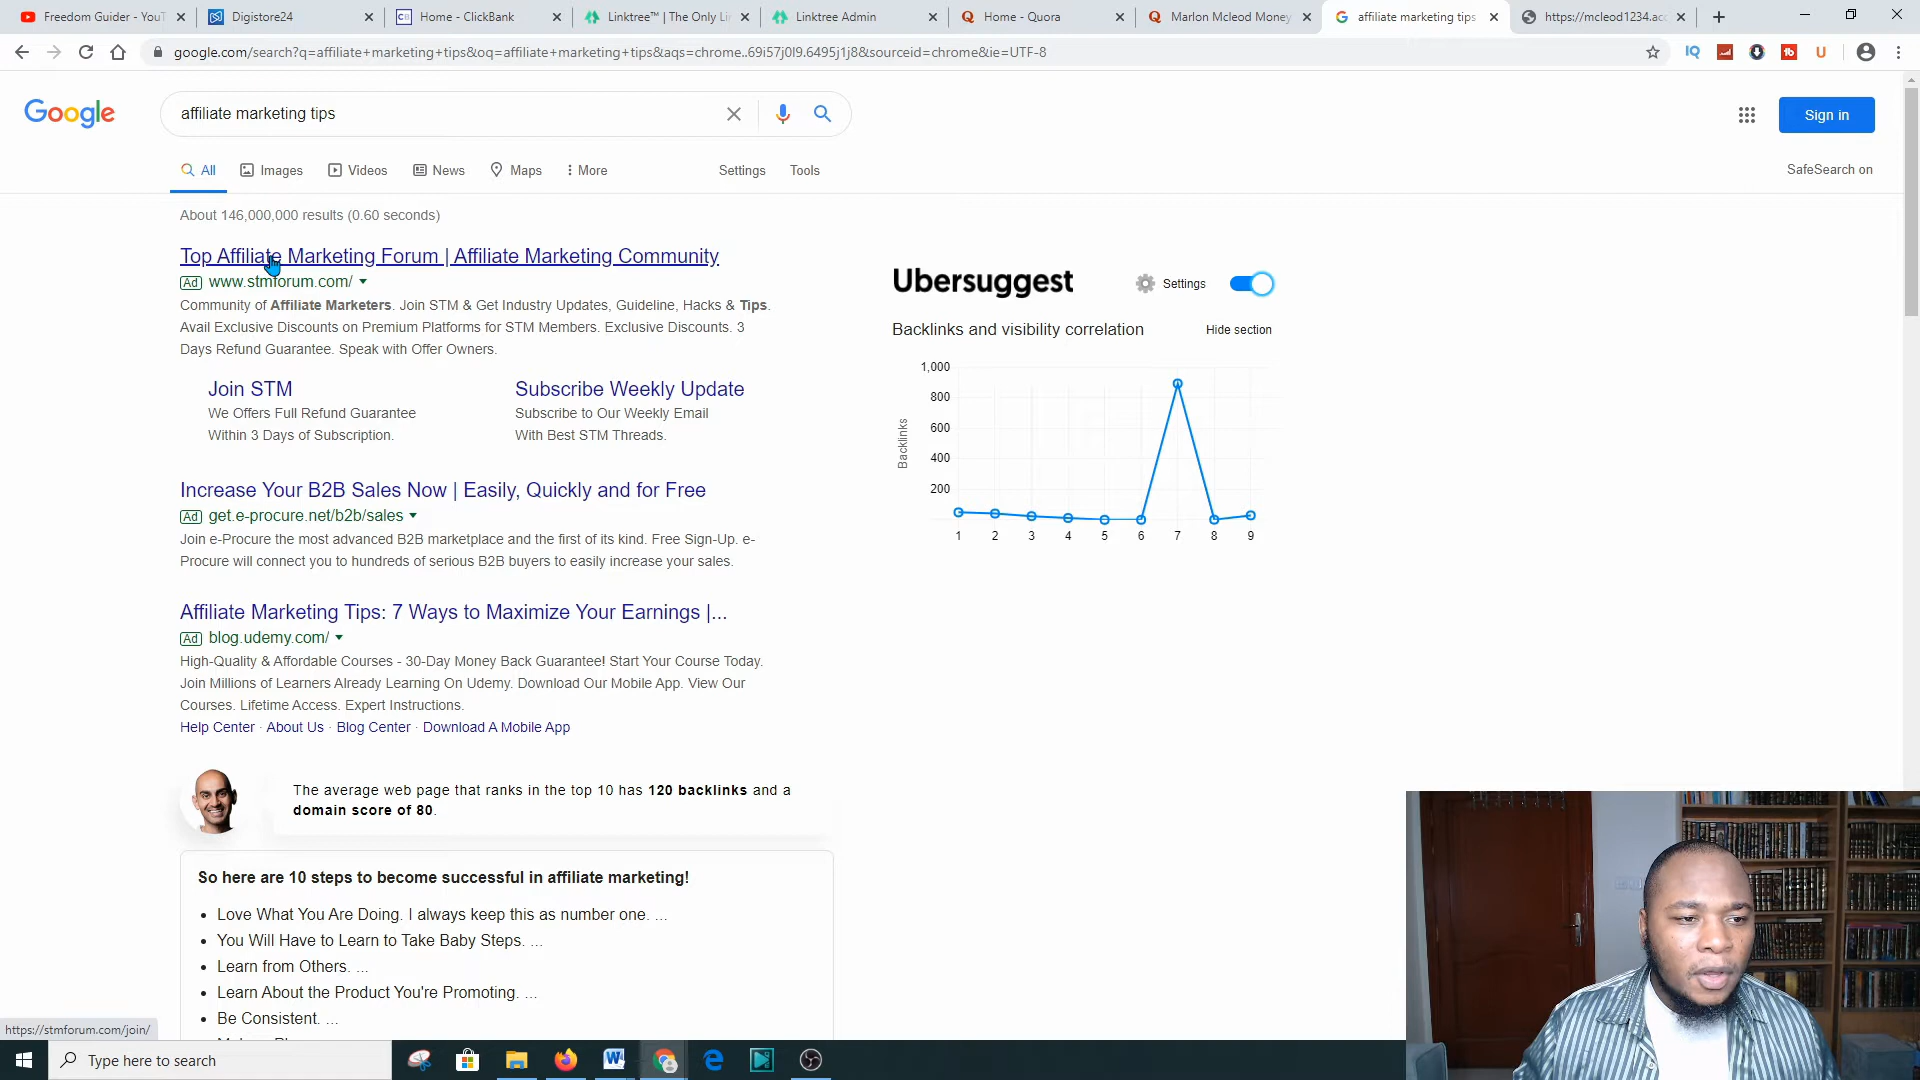 Freedom Guider - YouT
Digistore24
Home - ClickBank
Linktree™ | The Only Lin
Linktree Admin
Home - Quora
Marlon Mcleod Money
affiliate marketing tips
https://mcleod1234.acc
google.com/search?q=affiliate+marketing+tips&oq=affiliate+marketing+tips&aqs=chrome..69i57j0l9.6495j1j8&sourceid=chrome&ie=UTF-8
Google
affiliate marketing tips
Sign in
All
Images
Videos
News
Maps
More
Settings
Tools
SafeSearch on
About 146,000,000 results (0.60 seconds)
Top Affiliate Marketing Forum | Affiliate Marketing Community
Ad www.stmforum.com/
Community of Affiliate Marketers. Join STM & Get Industry Updates, Guideline, Hacks & Tips.
Avail Exclusive Discounts on Premium Platforms for STM Members. Exclusive Discounts. 3
Days Refund Guarantee. Speak with Offer Owners.
Join STM
We Offers Full Refund Guarantee
Within 3 Days of Subscription.
Subscribe Weekly Update
Subscribe to Our Weekly Email
With Best STM Threads.
Increase Your B2B Sales Now | Easily, Quickly and for Free
Ad get.e-procure.net/b2b/sales
Join e-Procure the most advanced B2B marketplace and the first of its kind. Free Sign-Up. e-
Procure will connect you to hundreds of serious B2B buyers to easily increase your sales.
Affiliate Marketing Tips: 7 Ways to Maximize Your Earnings |...
Ad blog.udemy.com/
High-Quality & Affordable Courses - 30-Day Money Back Guarantee! Start Your Course Today.
Join Millions of Learners Already Learning On Udemy. Download Our Mobile App. View Our
Courses. Lifetime Access. Expert Instructions.
Help Center · About Us · Blog Center · Download A Mobile App
The average web page that ranks in the top 10 has 120 backlinks and a
domain score of 80.
So here are 10 steps to become successful in affiliate marketing!
Love What You Are Doing. I always keep this as number one. ...
You Will Have to Learn to Take Baby Steps. ...
Learn from Others. ...
Learn About the Product You're Promoting. ...
Be Consistent. ...
Ubersuggest
Settings
Backlinks and visibility correlation
Hide section
1,000
800
600
400
200
Backlinks
1 2 3 4 5 6 7 8 9
https://stmforum.com/join/
Type here to search